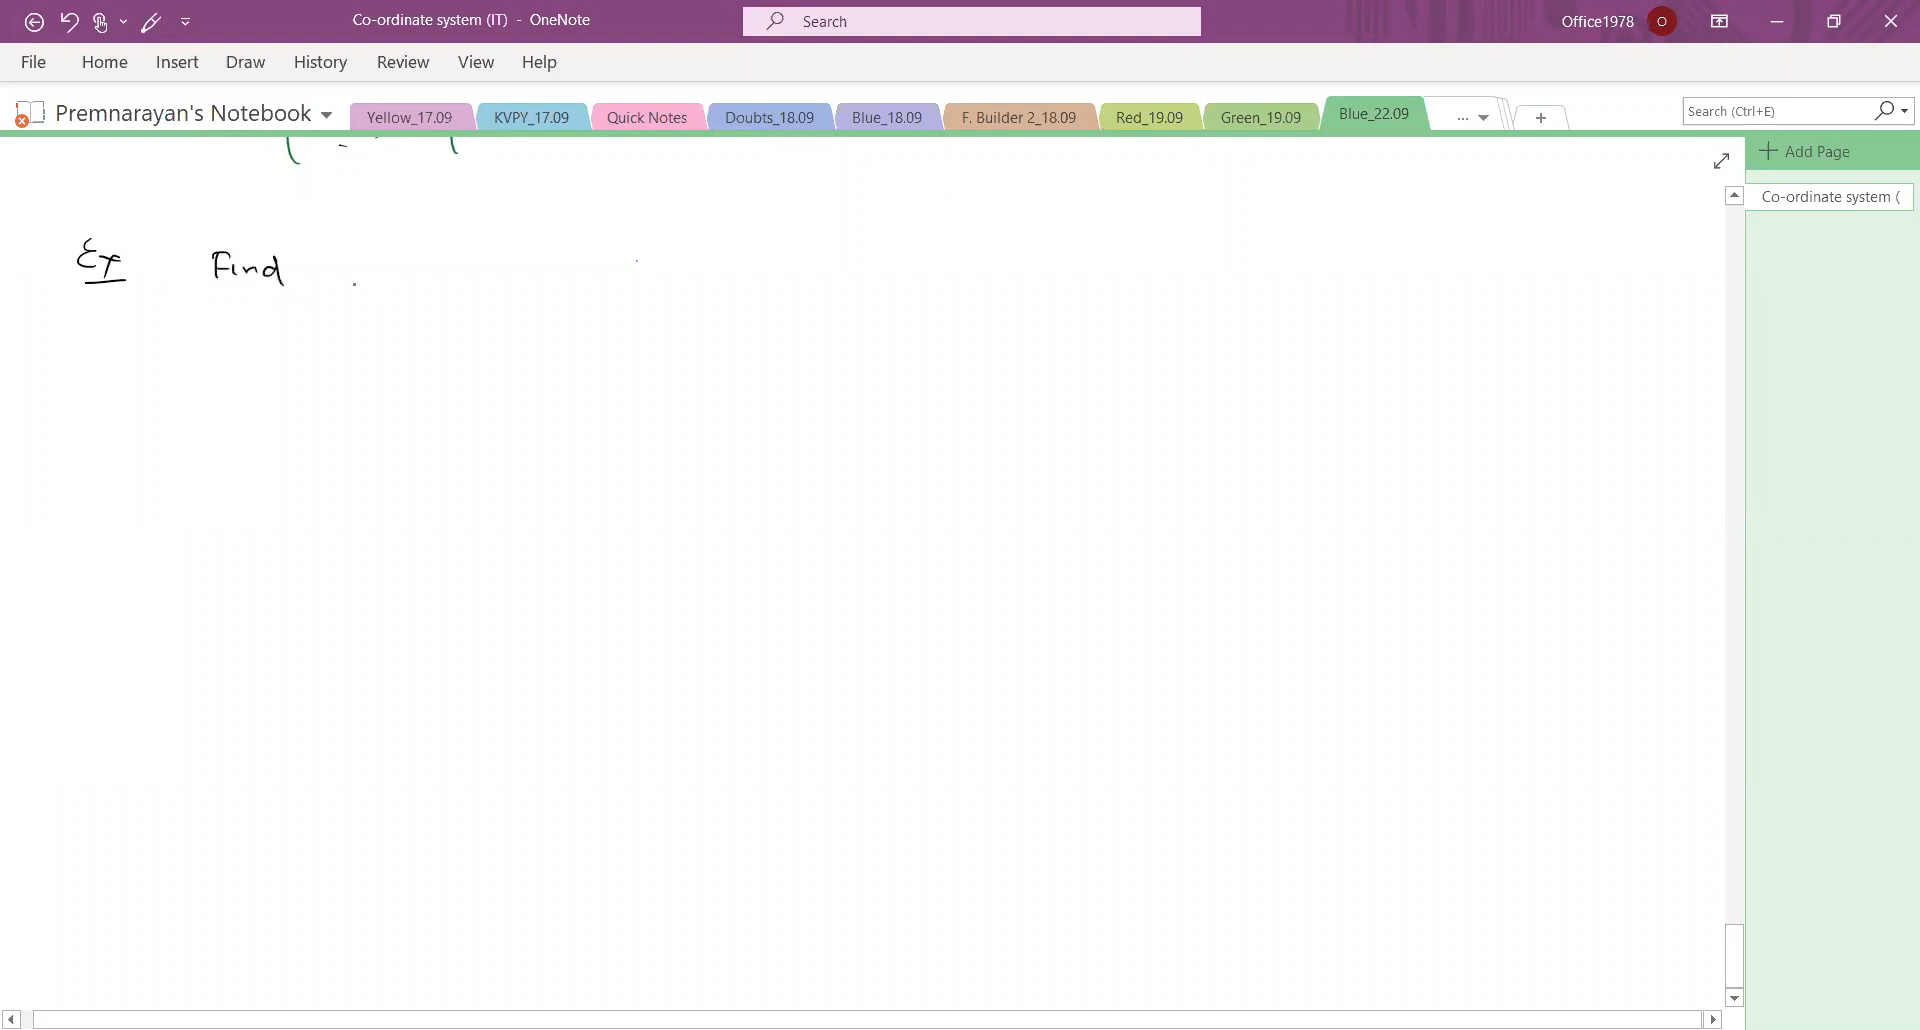 Co-ordinate system (IT) - OneNote
Search
Office1978
O
File Home Insert Draw History Review View Help
Premnarayan's Notebook
Yellow_17.09 KVPY_17.09 Quick Notes Doubts_18.09 Blue_18.09 F. Builder 2_18.09 Red_19.09 Green_19.09 Blue_22.09 ...
Search (Ctrl+E)
Add Page
Co-ordinate system (
Ex Find